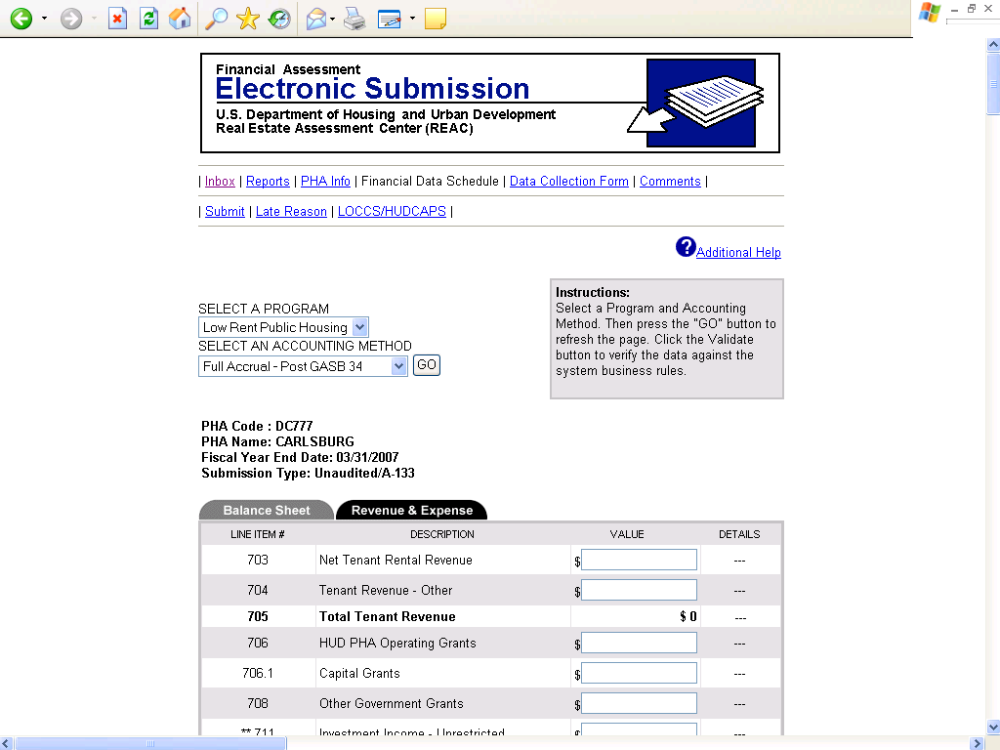 Financial Assessment
Electronic Submission
U.S. Department of Housing and Urban Development
Real Estate Assessment Center (REAC)
| Inbox | Reports | PHA Info | Financial Data Schedule | Data Collection Form | Comments |
| Submit | Late Reason | LOCCS/HUDCAPS |
? Additional Help
SELECT A PROGRAM
Low Rent Public Housing
SELECT AN ACCOUNTING METHOD
Full Accrual - Post GASB 34 GO
Instructions:
Select a Program and Accounting
Method. Then press the "GO" button to
refresh the page. Click the Validate
button to verify the data against the
system business rules.
PHA Code : DC777
PHA Name: CARLSBURG
Fiscal Year End Date: 03/31/2007
Submission Type: Unaudited/A-133
Balance Sheet Revenue & Expense
LINE ITEM # DESCRIPTION VALUE DETAILS
703 Net Tenant Rental Revenue $ ---
704 Tenant Revenue - Other $ ---
705 Total Tenant Revenue $ 0 ---
706 HUD PHA Operating Grants $ ---
706.1 Capital Grants $ ---
708 Other Government Grants $ ---
** 711 Investment Income - Unrestricted $ ---